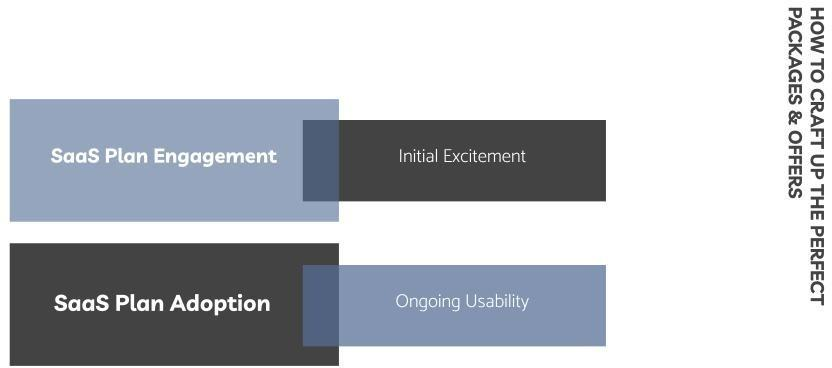 SaaS Plan Engagement
Initial Excitement
SaaS Plan Adoption
Ongoing Usability
HOW TO CRAFT UP THE PERFECT
PACKAGES & OFFERS